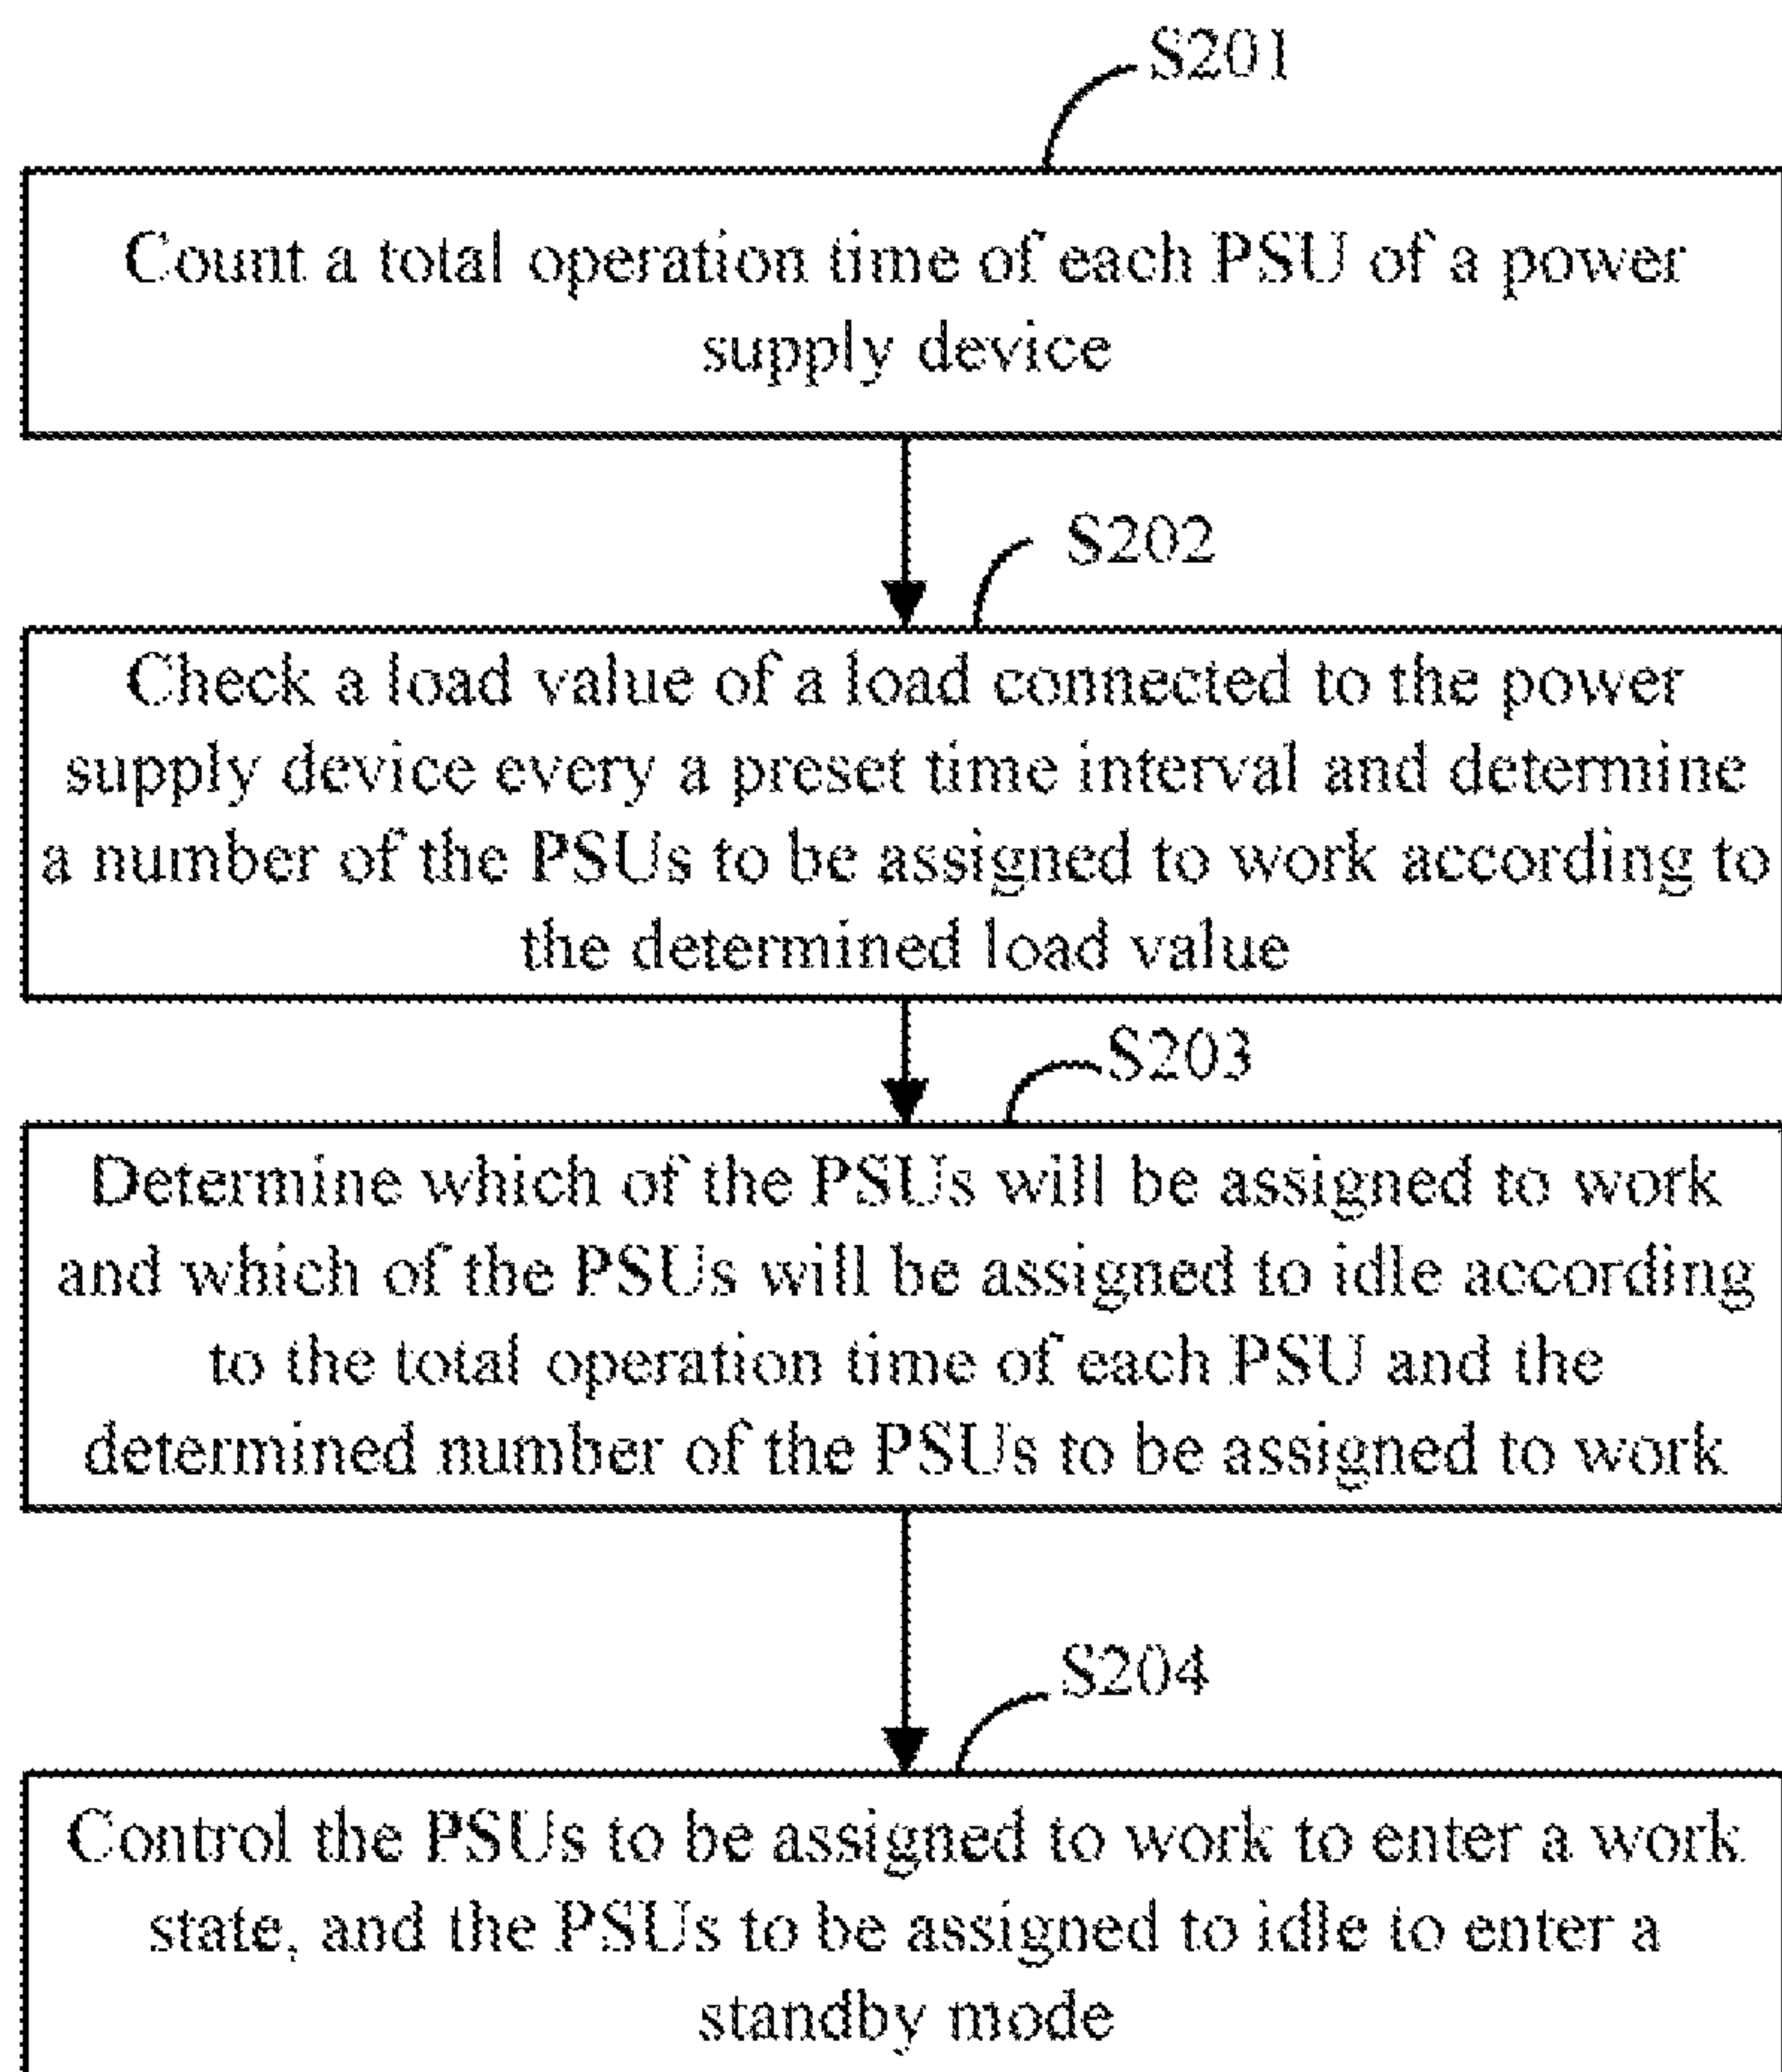 S201
Count a total operation time of each PSU of a power
supply device
S202
Check a load value of a load connected to the power
supply device every a preset time interval and determine
a number of the PSUs to be assigned to work according to
the determined load value
S203
Determine which of the PSUs will be assigned to work
and which of the PSUs will be assigned to idle according
to the total operation time of each PSU and the
determined number of the PSUs to be assigned to work
S204
Control the PSUs to be assigned to work to enter a work
state, and the PSUs to be assigned to idle to enter a
standby mode